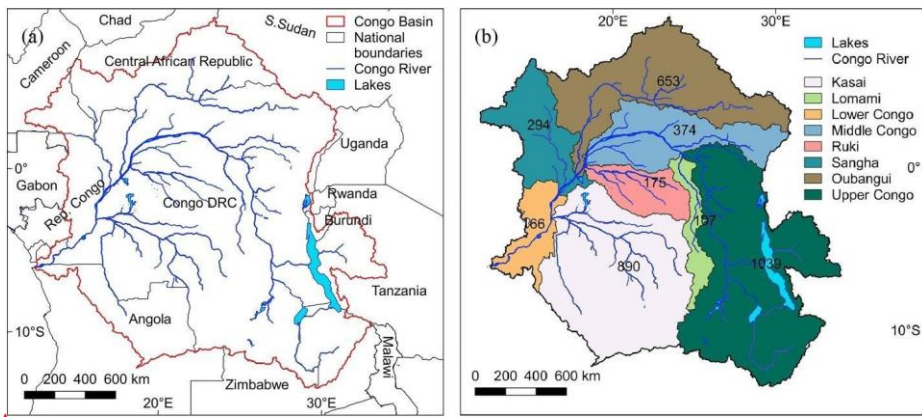 (a)
Chad
S.Sudan
Cameroon
Central African Republic
Congo Basin
National
boundaries
Congo River
Lakes
Uganda
0°
Gabon
Rep. Congo
Congo DRC
Rwanda
Burundi
Tanzania
10°S
Angola
Malawi
Zimbabwe
0 200 400 600 km
20°E
30°E
(b)
20°E
30°E
Lakes
Congo River
Kasai
Lomami
Lower Congo
Middle Congo
Ruki
Sangha
Oubangui
Upper Congo
653
294
374
0°
175
166
890
1039
10°S
0 200 400 600 km